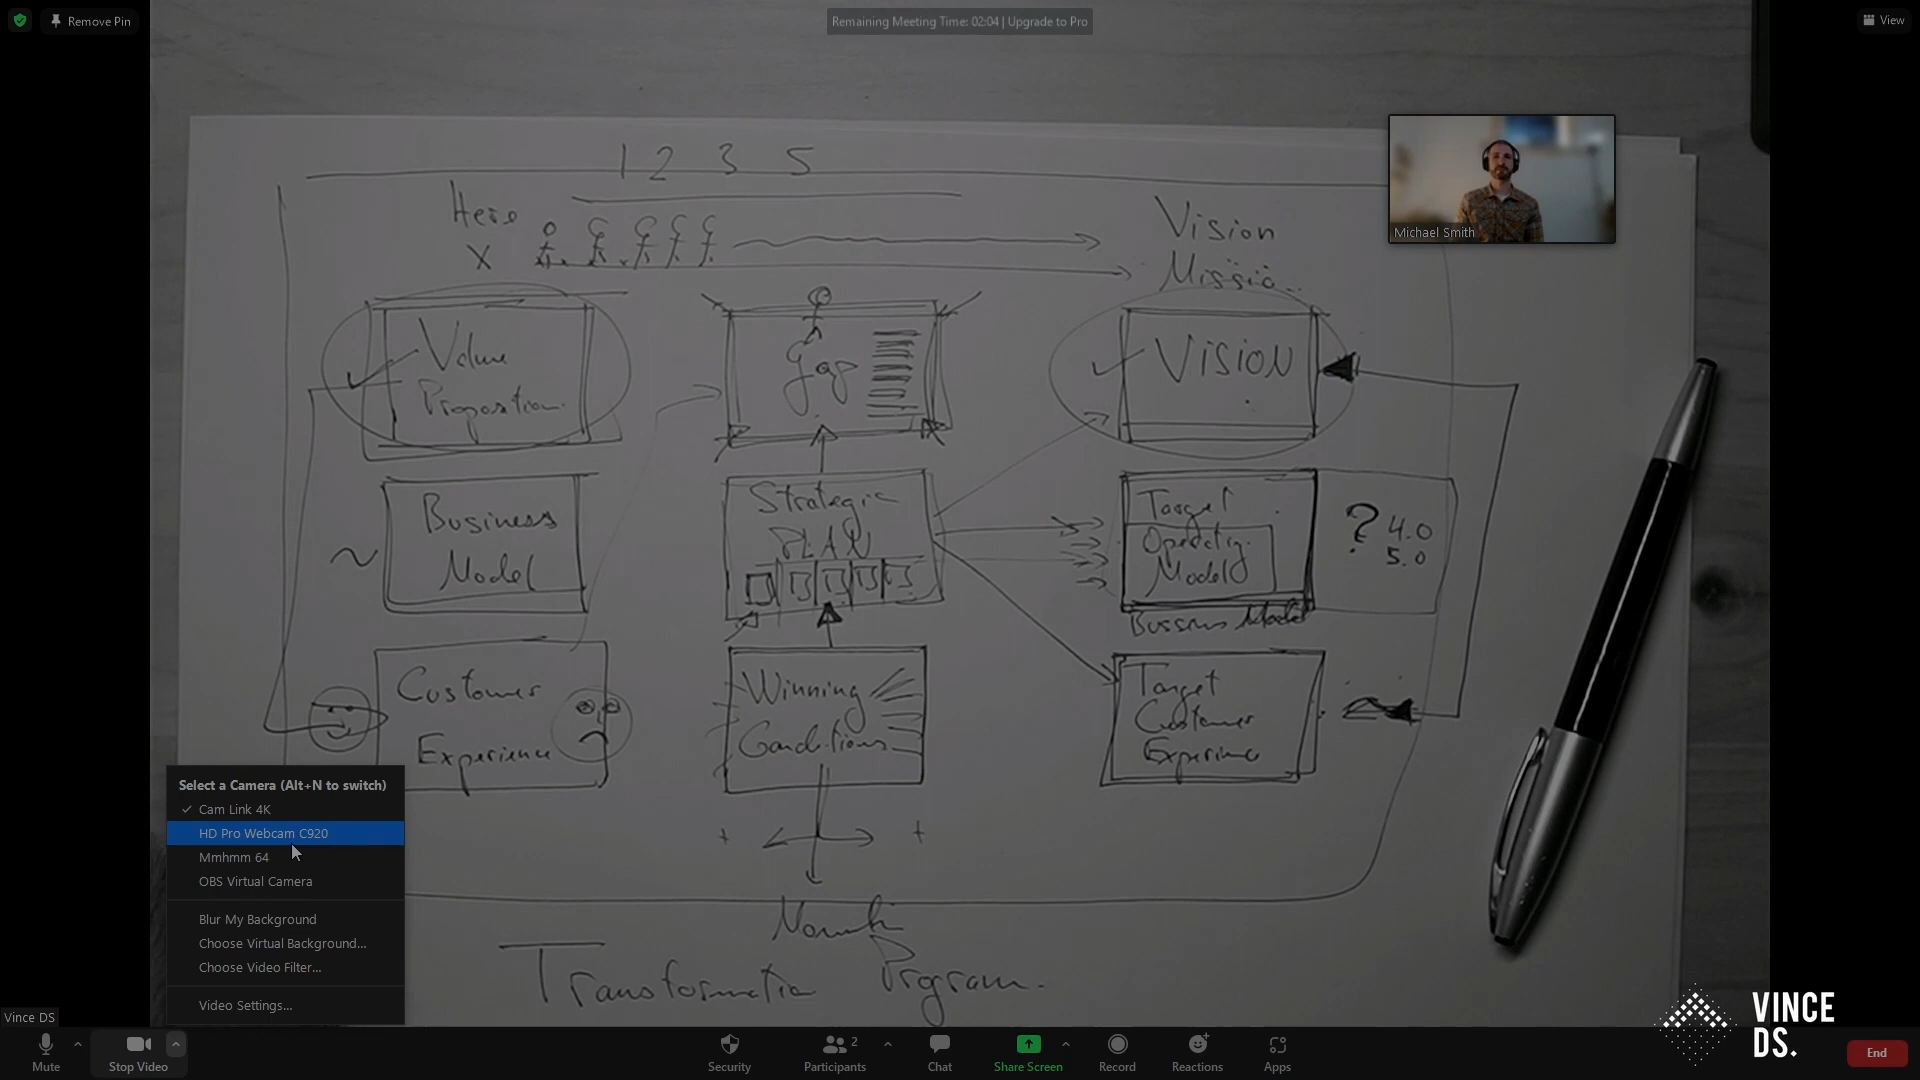 Remove Pin
Remaining Meeting Time: 02:04 | Upgrade to Pro
View
1 2 3 5
Here
X
Vision
Missio..
Michael Smith
Value
Proposition
gap
VISION
Business
Model
Strategic
PLAN
Target
Operating
Model
? 4.0
5.0
Bussness Model
Customer
Experience
Winning
Conditions
Target
Customer
Experience
Select a Camera (Alt+N to switch)
Cam Link 4K
HD Pro Webcam C920
Mmhmm 64
OBS Virtual Camera
Blur My Background
Choose Virtual Background...
Choose Video Filter...
Video Settings...
Transformation Program.
Vince DS
VINCE
DS.
Mute
Stop Video
Security
Participants 2
Chat
Share Screen
Record
Reactions
Apps
End